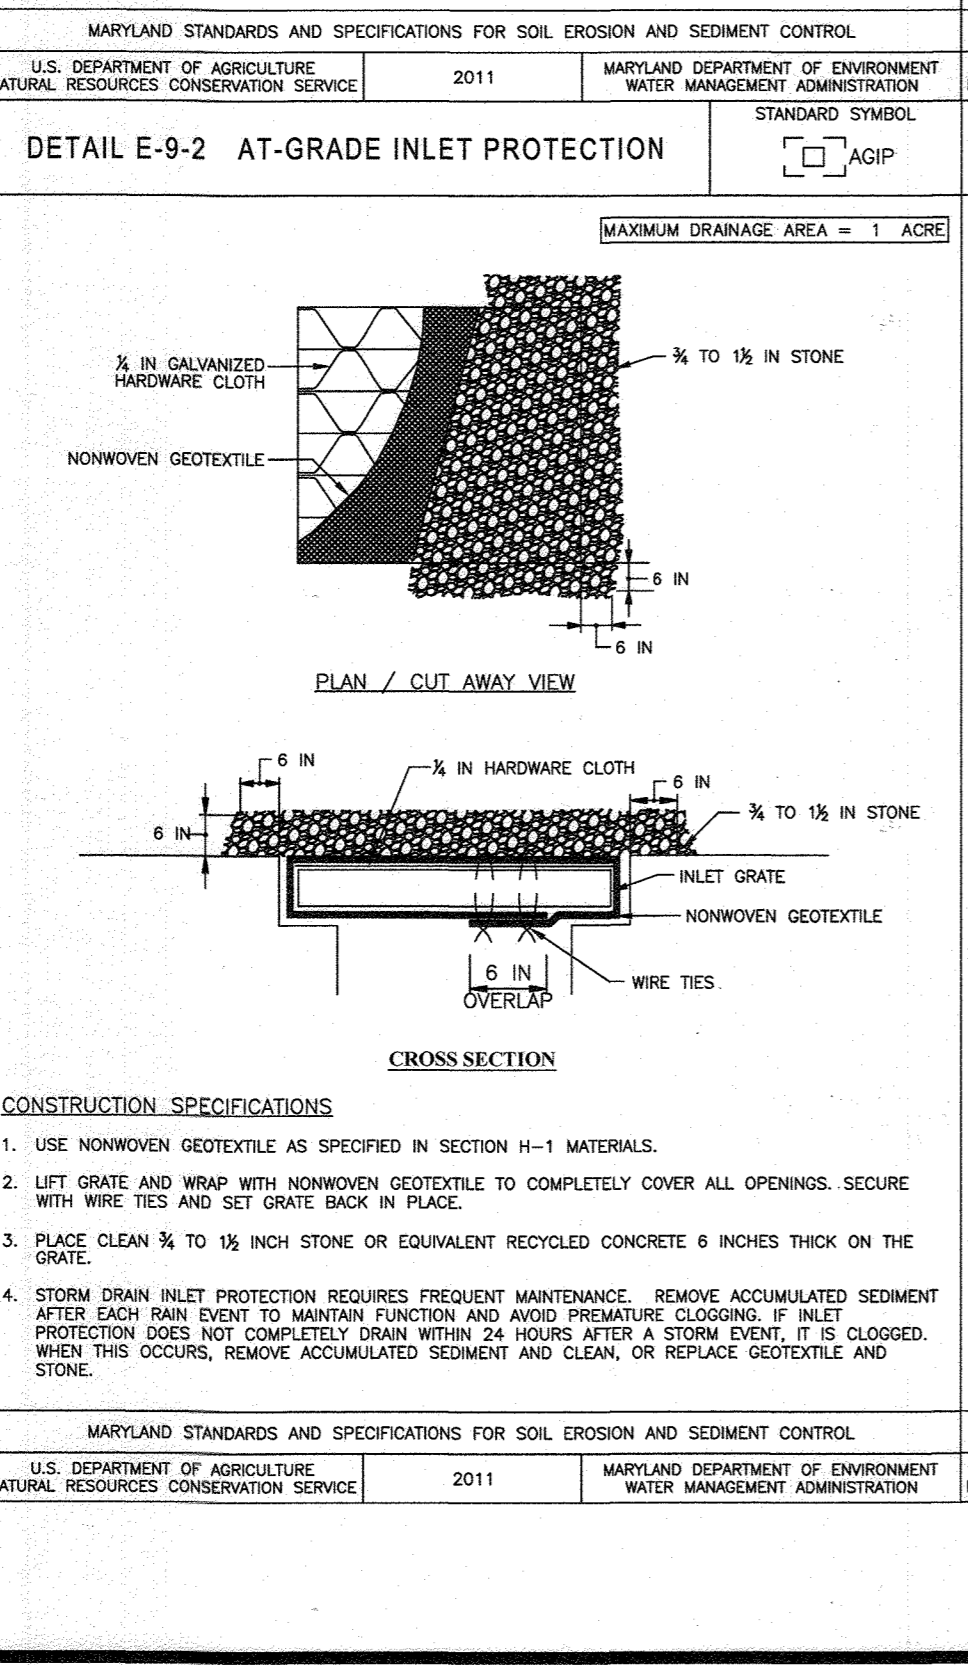 MARYLAND STANDARDS AND SPECIFICATIONS FOR SOIL EROSION AND SEDIMENT CONTROL
U.S. DEPARTMENT OF AGRICULTURE
ATURAL RESOURCES CONSERVATION SERVICE
2011
MARYLAND DEPARTMENT OF ENVIRONMENT
WATER MANAGEMENT ADMINISTRATION
DETAIL E-9-2 AT-GRADE INLET PROTECTION
STANDARD SYMBOL
AGIP
MAXIMUM DRAINAGE AREA = 1 ACRE
¼ IN GALVANIZED
HARDWARE CLOTH
¾ TO 1½ IN STONE
NONWOVEN GEOTEXTILE
6 IN
6 IN
PLAN / CUT AWAY VIEW
6 IN
¼ IN HARDWARE CLOTH
6 IN
¾ TO 1½ IN STONE
6 IN
INLET GRATE
NONWOVEN GEOTEXTILE
6 IN
OVERLAP
WIRE TIES
CROSS SECTION
CONSTRUCTION SPECIFICATIONS
1. USE NONWOVEN GEOTEXTILE AS SPECIFIED IN SECTION H-1 MATERIALS.
2. LIFT GRATE AND WRAP WITH NONWOVEN GEOTEXTILE TO COMPLETELY COVER ALL OPENINGS. SECURE
WITH WIRE TIES AND SET GRATE BACK IN PLACE.
3. PLACE CLEAN ¾ TO 1½ INCH STONE OR EQUIVALENT RECYCLED CONCRETE 6 INCHES THICK ON THE
GRATE.
4. STORM DRAIN INLET PROTECTION REQUIRES FREQUENT MAINTENANCE. REMOVE ACCUMULATED SEDIMENT
AFTER EACH RAIN EVENT TO MAINTAIN FUNCTION AND AVOID PREMATURE CLOGGING. IF INLET
PROTECTION DOES NOT COMPLETELY DRAIN WITHIN 24 HOURS AFTER A STORM EVENT, IT IS CLOGGED.
WHEN THIS OCCURS, REMOVE ACCUMULATED SEDIMENT AND CLEAN, OR REPLACE GEOTEXTILE AND
STONE.
MARYLAND STANDARDS AND SPECIFICATIONS FOR SOIL EROSION AND SEDIMENT CONTROL
U.S. DEPARTMENT OF AGRICULTURE
ATURAL RESOURCES CONSERVATION SERVICE
2011
MARYLAND DEPARTMENT OF ENVIRONMENT
WATER MANAGEMENT ADMINISTRATION